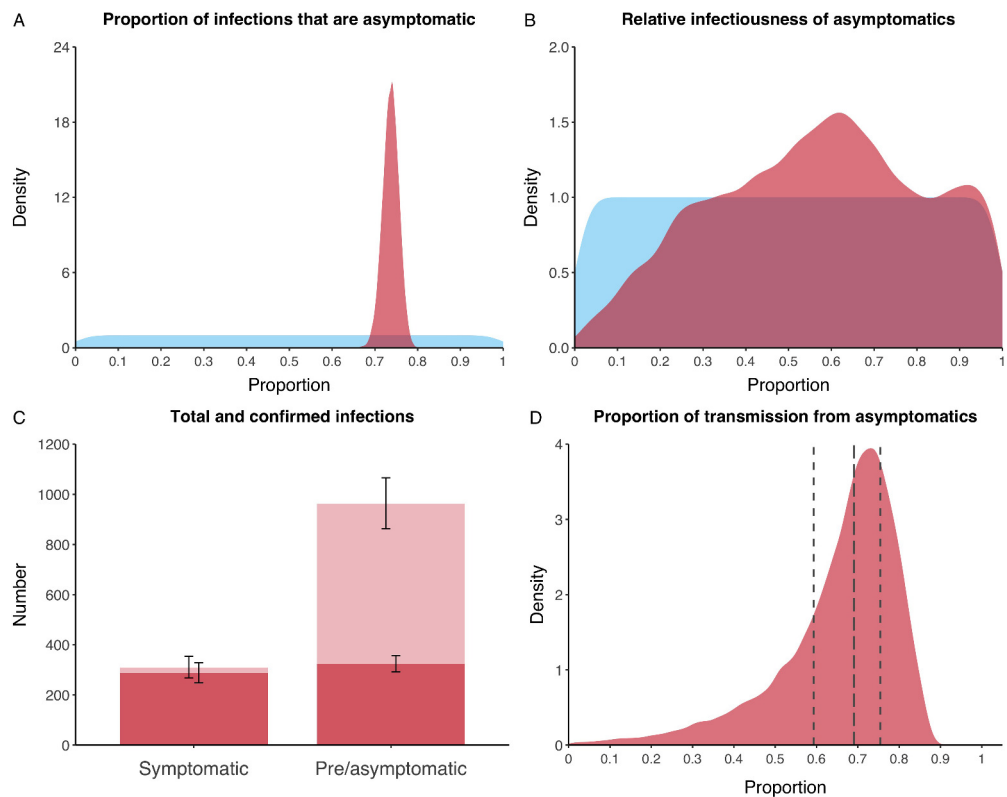 A Proportion of infections that are asymptomatic
24
18
12
6
0
Density
0 0.1 0.2 0.3 0.4 0.5 0.6 0.7 0.8 0.9 1
Proportion
B Relative infectiousness of asymptomatics
2.0
1.5
1.0
0.5
0.0
Density
0 0.1 0.2 0.3 0.4 0.5 0.6 0.7 0.8 0.9 1
Proportion
C Total and confirmed infections
1200
1000
800
600
400
200
0
Number
Symptomatic Pre/asymptomatic
D Proportion of transmission from asymptomatics
4
3
2
1
0
Density
0 0.1 0.2 0.3 0.4 0.5 0.6 0.7 0.8 0.9 1
Proportion